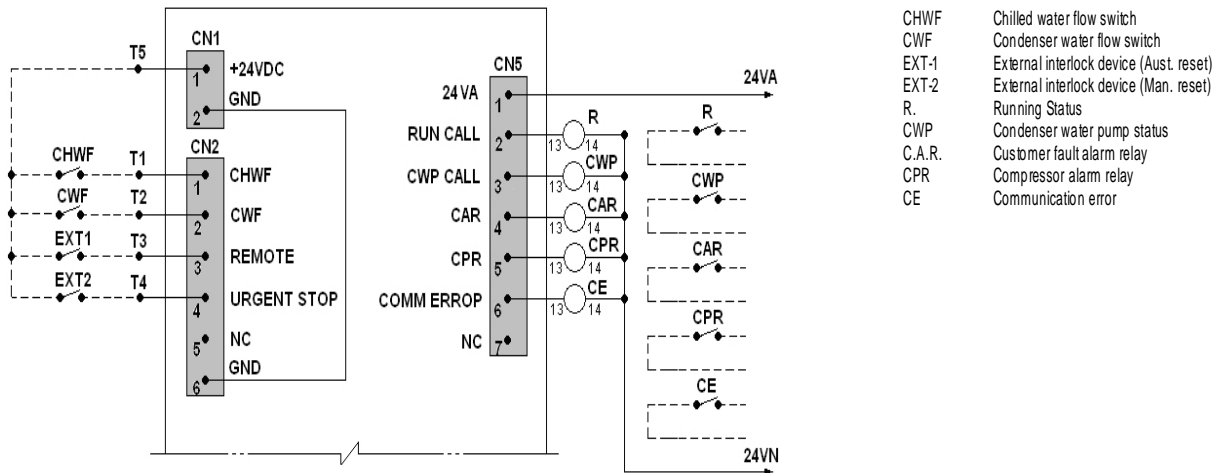 CN1
T5
1
+24VDC
GND
2
CN2
CHWF
T1
1
CHWF
CWF
T2
2
CWF
EXT1
T3
3
REMOTE
EXT2
T4
4
URGENT STOP
5
NC
GND
6
CN5
24 VA
1
24VA
RUN CALL
2
R
13
14
CWP CALL
3
CWP
13
14
CAR
4
CAR
13
14
CPR
5
CPR
13
14
COMM ERROP
6
CE
13
14
NC
7
R
CWP
CAR
CPR
CE
24VN
CHWF Chilled water flow switch
CWF Condenser water flow switch
EXT-1 External interlock device (Aust. reset)
EXT-2 External interlock device (Man. reset)
R. Running Status
CWP Condenser water pump status
C.A.R. Customer fault alarm relay
CPR Compressor alarm relay
CE Communication error